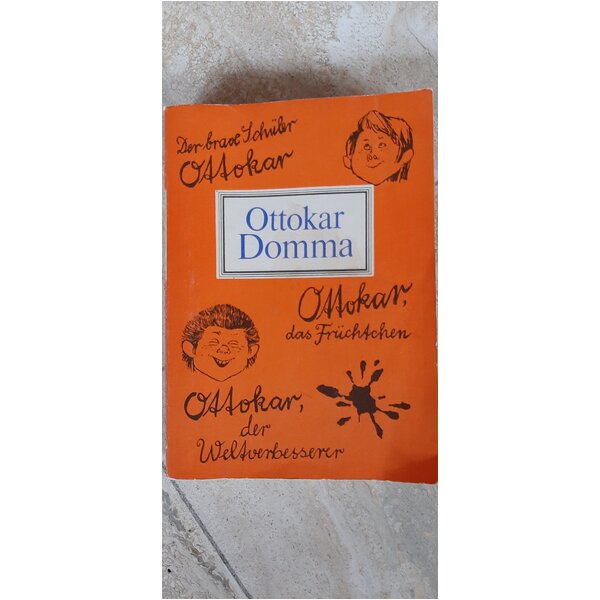 Der brave Schüler
Ottokar
Ottokar
Domma
Ottokar,
das Früchtchen
Ottokar,
der
Weltverbesserer